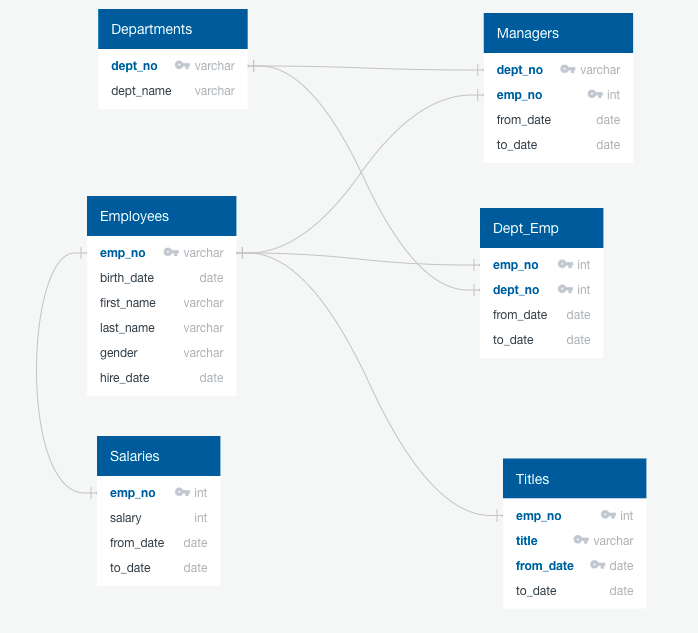 Departments
dept_no varchar
dept_name varchar
Managers
dept_no varchar
emp_no int
from_date date
to_date date
Employees
emp_no varchar
birth_date date
first_name varchar
last_name varchar
gender varchar
hire_date date
Dept_Emp
emp_no int
dept_no int
from_date date
to_date date
Salaries
emp_no int
salary int
from_date date
to_date date
Titles
emp_no int
title varchar
from_date date
to_date date